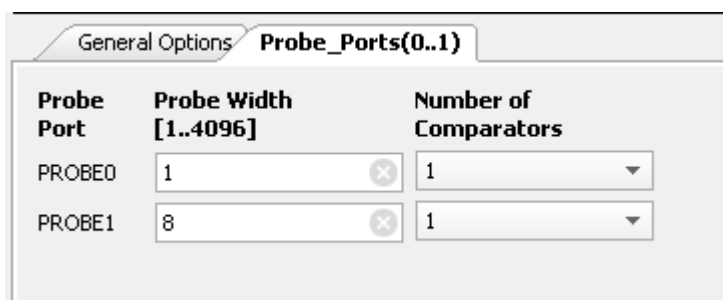 General Options Probe_Ports(0..1)
Probe Port Probe Width [1..4096] Number of Comparators
PROBE0 1 1
PROBE1 8 1